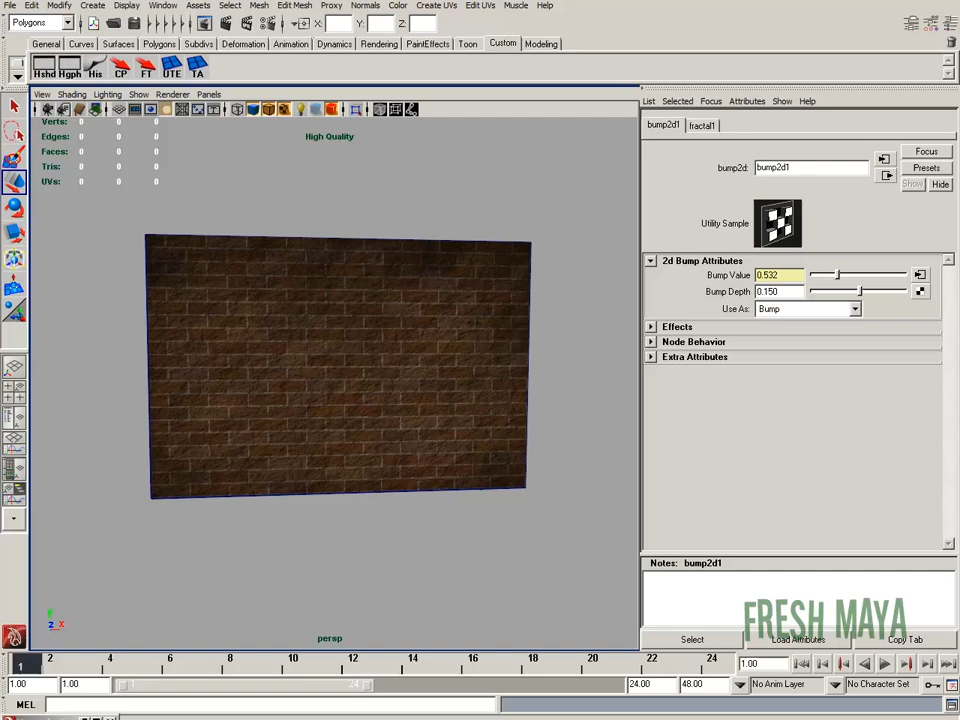 File Edit Modify Create Display Window Assets Select Mesh Edit Mesh Proxy Normals Color Create UVs Edit UVs Muscle Help
Polygons X: Y: Z:
General Curves Surfaces Polygons Subdivs Deformation Animation Dynamics Rendering PaintEffects Toon Custom Modeling
Hshd Hgph His CP FT UTE TA
View Shading Lighting Show Renderer Panels
List Selected Focus Attributes Show Help
Verts: 0 0 0
Edges: 0 0 0
Faces: 0 0 0
Tris: 0 0 0
UVs: 0 0 0
High Quality
bump2d1 fractal1
Focus
bump2d: bump2d1
Presets
Show Hide
Utility Sample
2d Bump Attributes
Bump Value 0.532
Bump Depth 0.150
Use As: Bump
Effects
Node Behavior
Extra Attributes
Notes: bump2d1
FRESH MAYA
z x
persp
Select Load Attributes Copy Tab
1 2 4 6 8 10 12 14 16 18 20 22 24
1.00
1.00 1.00 24 24.00 48.00 No Anim Layer No Character Set
MEL